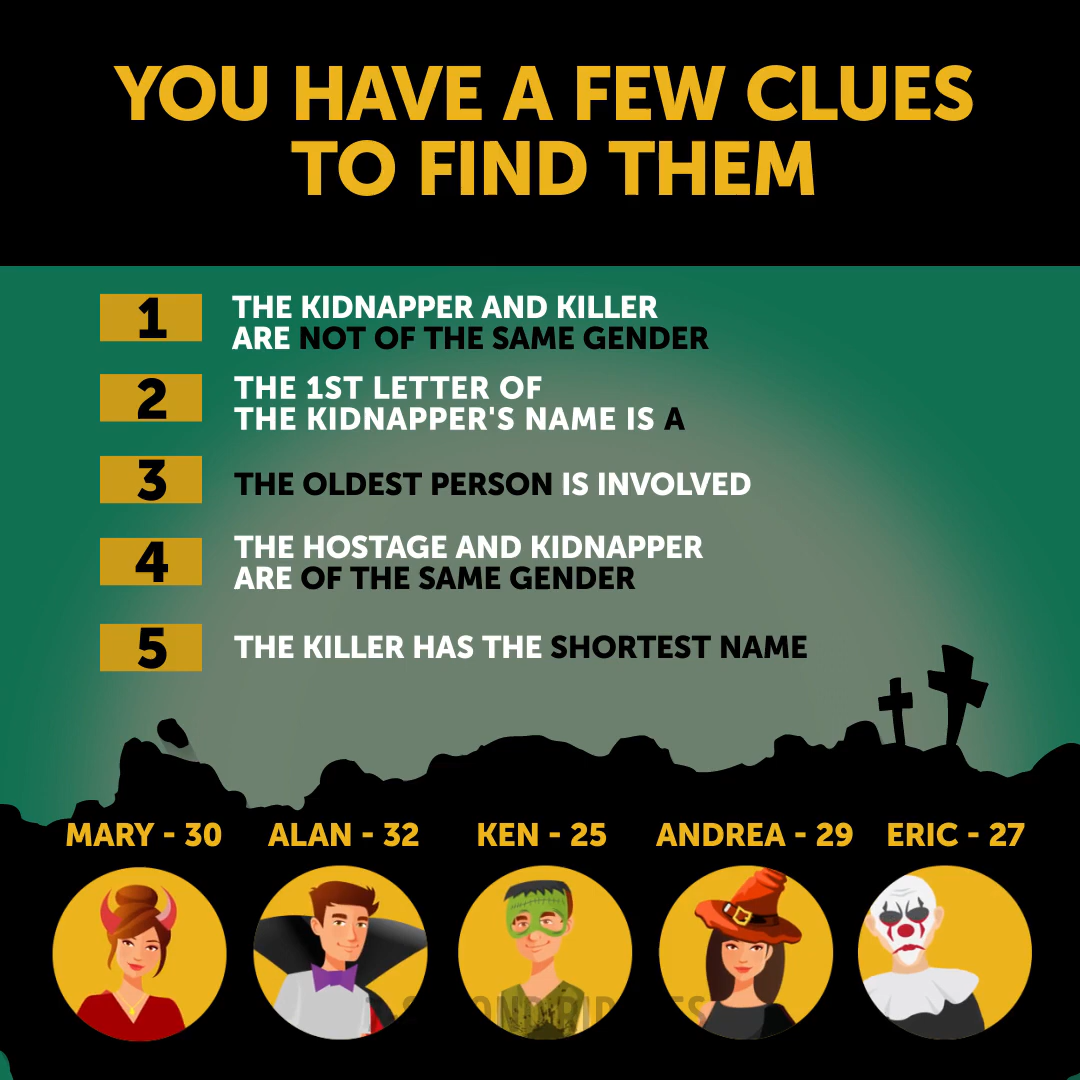 YOU HAVE A FEW CLUES
TO FIND THEM
1
THE KIDNAPPER AND KILLER
ARE NOT OF THE SAME GENDER
2
THE 1ST LETTER OF
THE KIDNAPPER'S NAME IS A
3
THE OLDEST PERSON IS INVOLVED
4
THE HOSTAGE AND KIDNAPPER
ARE OF THE SAME GENDER
5
THE KILLER HAS THE SHORTEST NAME
MARY - 30
ALAN - 32
KEN - 25
ANDREA - 29
ERIC - 27